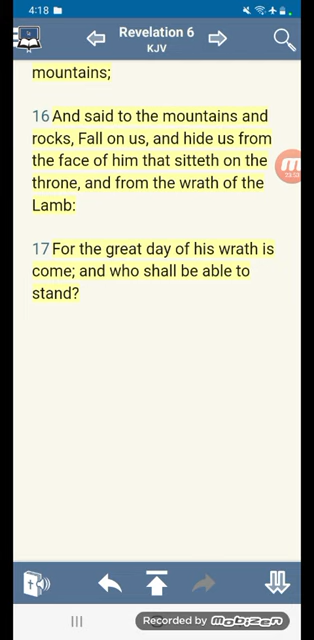 4:18
Revelation 6
KJV
mountains;
16 And said to the mountains and
rocks, Fall on us, and hide us from
the face of him that sitteth on the
throne, and from the wrath of the
Lamb:
17 For the great day of his wrath is
come; and who shall be able to
stand?
Recorded by mobizen